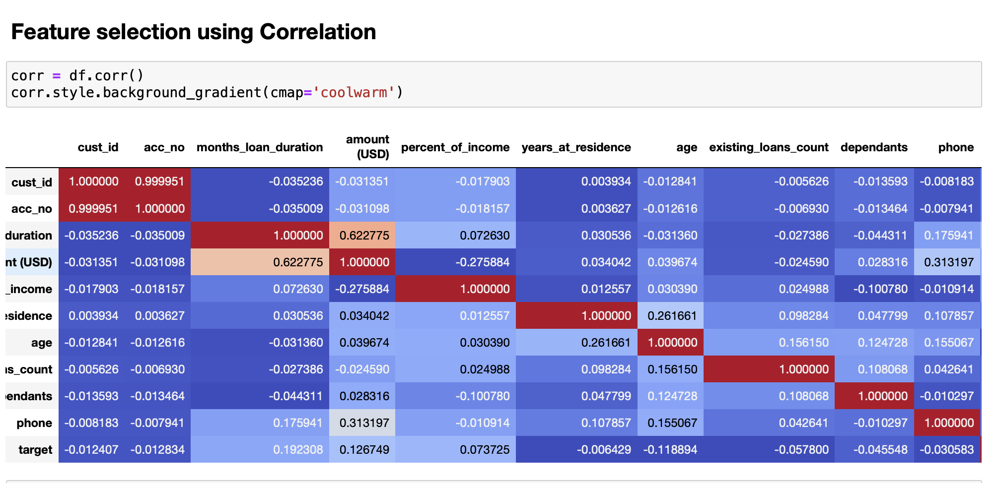 Feature selection using Correlation
corr = df.corr()
corr.style.background_gradient(cmap='coolwarm')
cust_id acc_no months_loan_duration amount (USD) percent_of_income years_at_residence age existing_loans_count dependants phone
cust_id 1.000000 0.999951 -0.035236 -0.031351 -0.017903 0.003934 -0.012841 -0.005626 -0.013593 -0.008183
acc_no 0.999951 1.000000 -0.035009 -0.031098 -0.018157 0.003627 -0.012616 -0.006930 -0.013464 -0.007941
duration -0.035236 -0.035009 1.000000 0.622775 0.072630 0.030536 -0.031360 -0.027386 -0.044311 0.175941
nt (USD) -0.031351 -0.031098 0.622775 1.000000 -0.275884 0.034042 0.039674 -0.024590 0.028316 0.313197
_income -0.017903 -0.018157 0.072630 -0.275884 1.000000 0.012557 0.030390 0.024988 -0.100780 -0.010914
esidence 0.003934 0.003627 0.030536 0.034042 0.012557 1.000000 0.261661 0.098284 0.047799 0.107857
age -0.012841 -0.012616 -0.031360 0.039674 0.030390 0.261661 1.000000 0.156150 0.124728 0.155067
ns_count -0.005626 -0.006930 -0.027386 -0.024590 0.024988 0.098284 0.156150 1.000000 0.108068 0.042641
endants -0.013593 -0.013464 -0.044311 0.028316 -0.100780 0.047799 0.124728 0.108068 1.000000 -0.010297
phone -0.008183 -0.007941 0.175941 0.313197 -0.010914 0.107857 0.155067 0.042641 -0.010297 1.000000
target -0.012407 -0.012834 0.192308 0.126749 0.073725 -0.006429 -0.118894 -0.057800 -0.045548 -0.030583